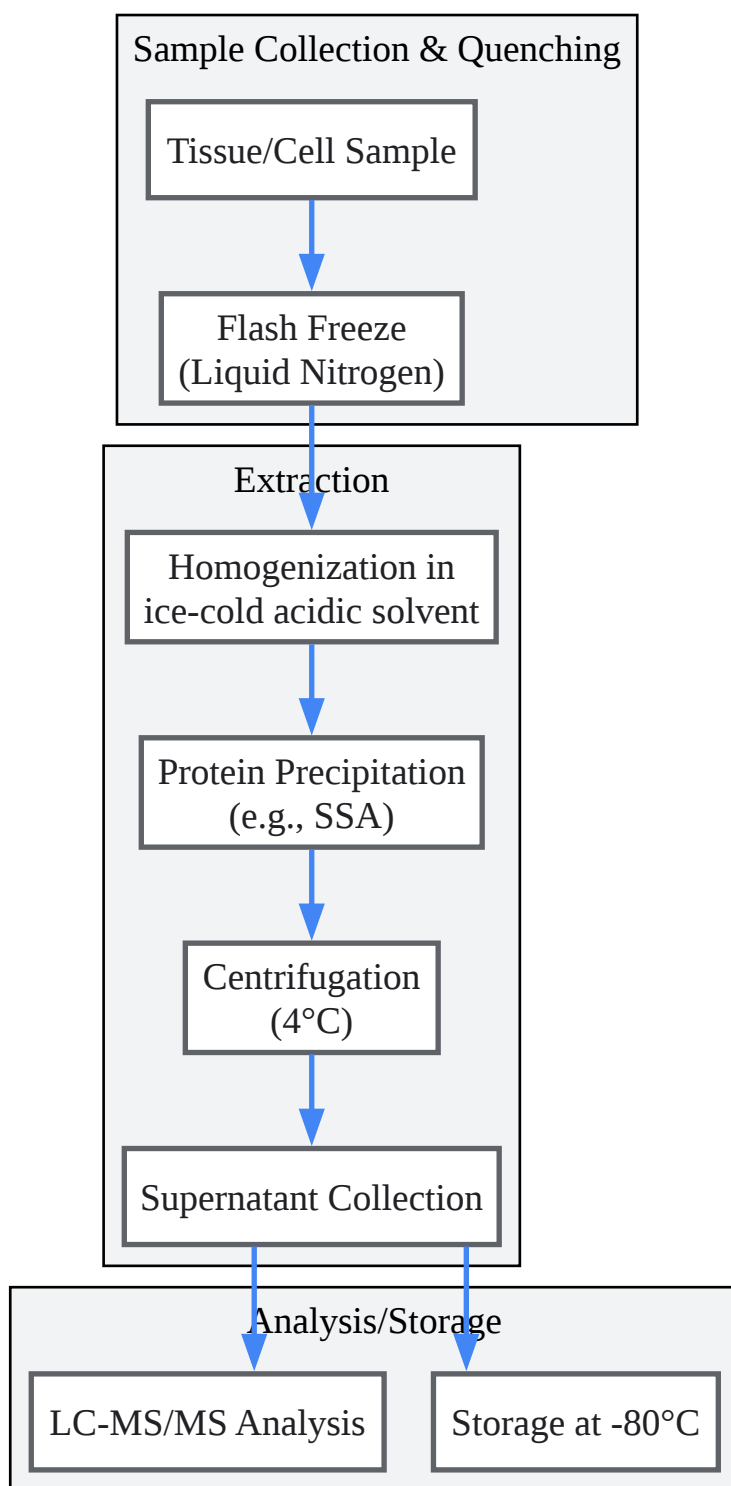 Sample Collection & Quenching
Tissue/Cell Sample
Flash Freeze
(Liquid Nitrogen)
Extraction
Homogenization in
ice-cold acidic solvent
Protein Precipitation
(e.g., SSA)
Centrifugation
(4°C)
Supernatant Collection
Analysis/Storage
LC-MS/MS Analysis
Storage at -80°C